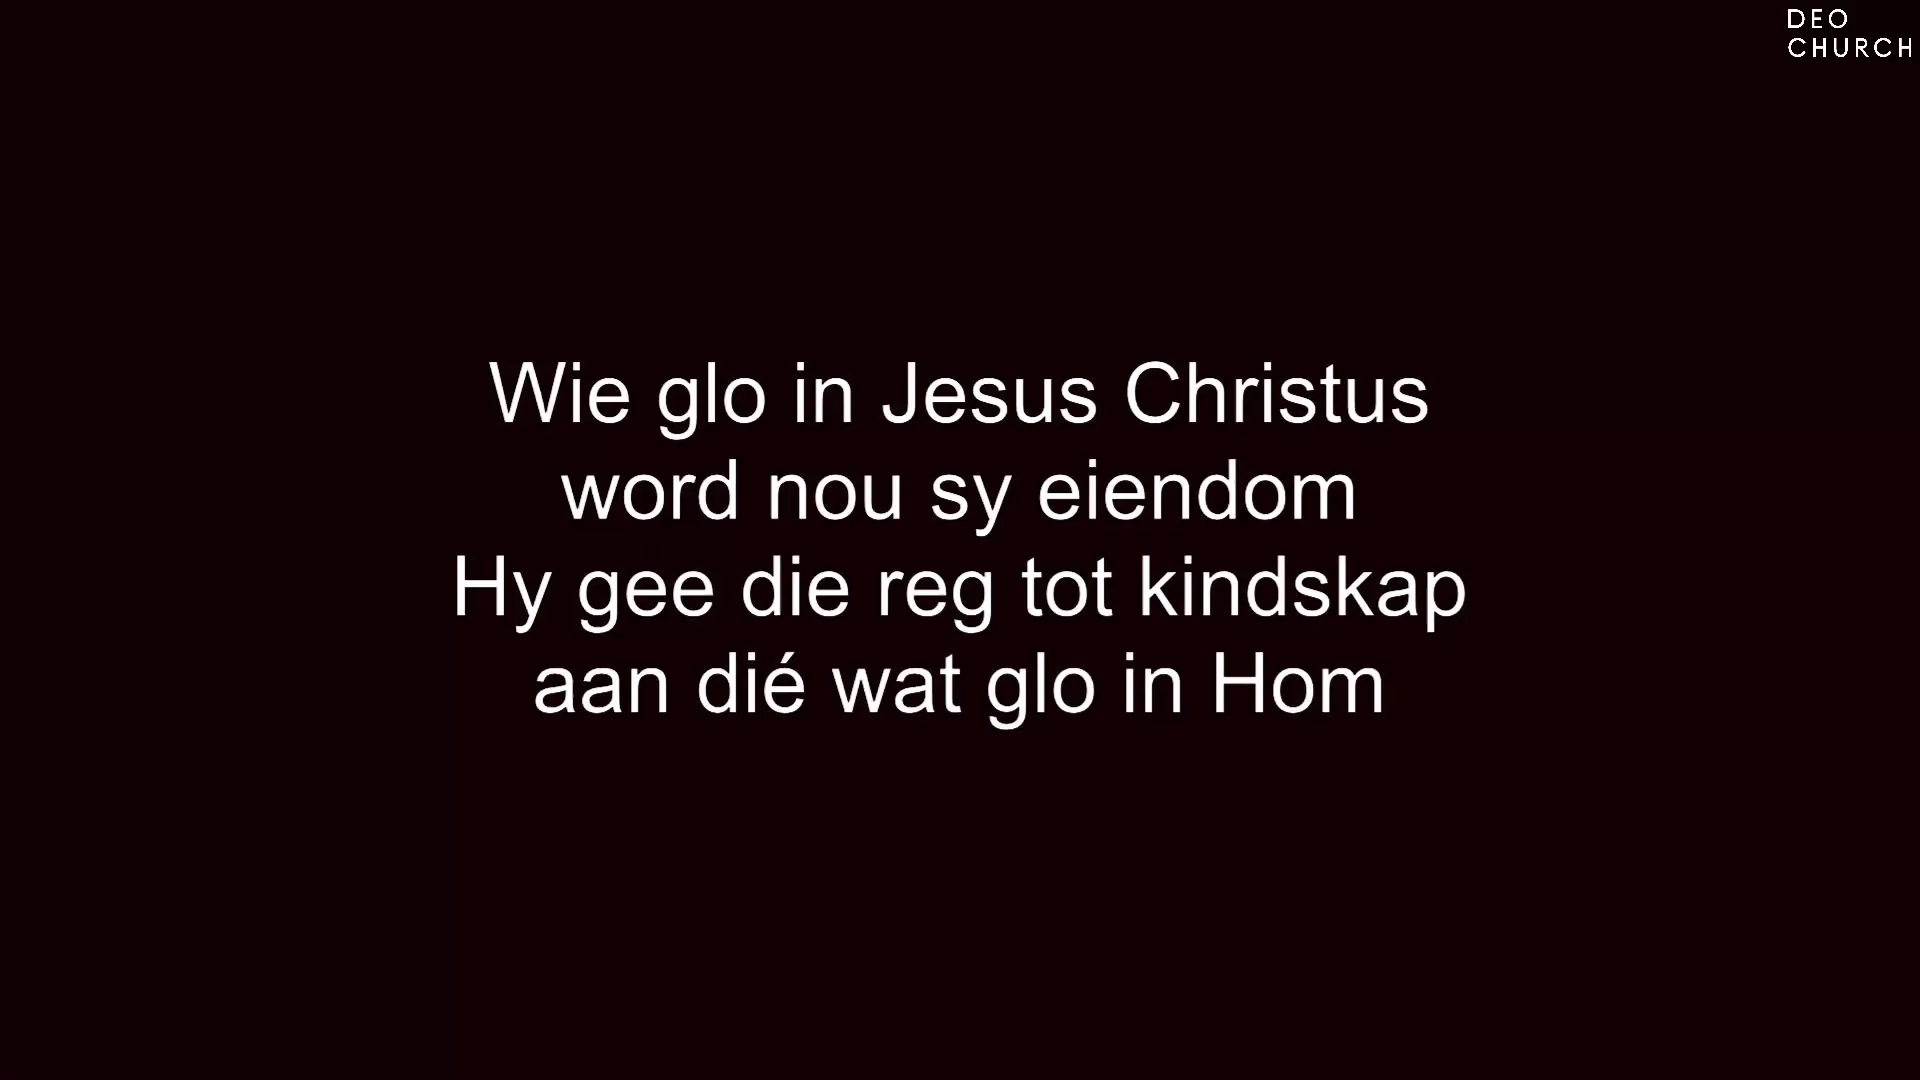 DEO
CHURCH
Wie glo in Jesus Christus
word nou sy eiendom
Hy gee die reg tot kindskap
aan dié wat glo in Hom